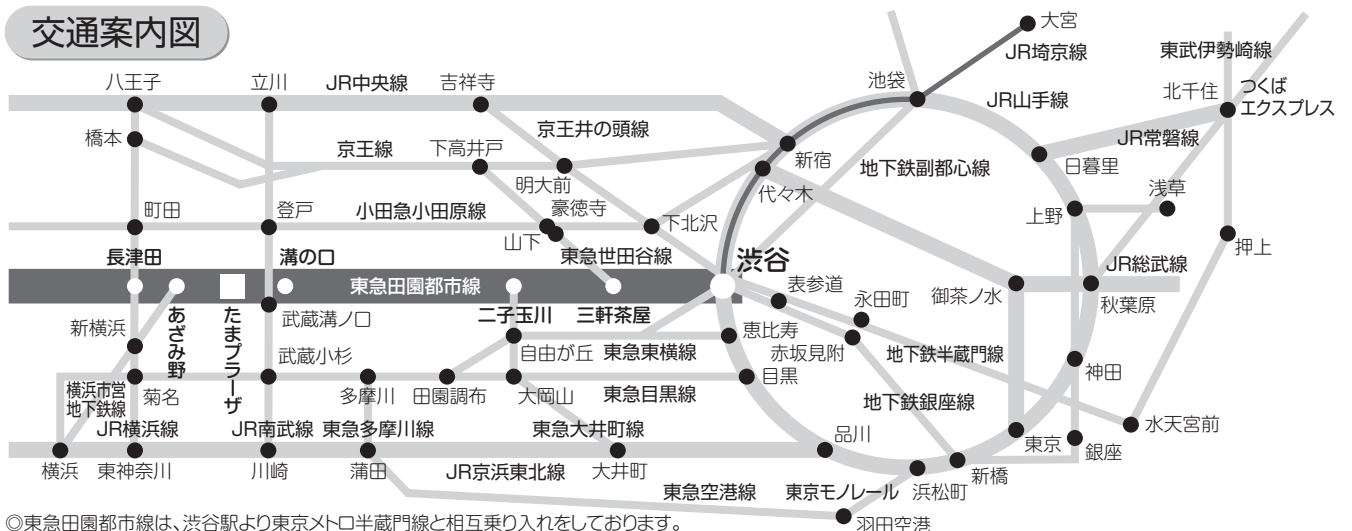 交通案内図
大宮
JR埼京線
東武伊勢崎線
八王子
立川
JR中央線
吉祥寺
池袋
JR山手線
北千住
つくば
エクスプレス
橋本
京王線
下高井戸
京王井の頭線
明大前
新宿
代々木
地下鉄副都心線
JR常磐線
日暮里
浅草
町田
登戸
小田急小田原線
豪徳寺
山下
下北沢
上野
押上
長津田
溝の口
東急世田谷線
渋谷
JR総武線
東急田園都市線
表参道
永田町
御茶ノ水
秋葉原
新横浜
あざみ野
たまプラーザ
武蔵溝ノ口
二子玉川
三軒茶屋
恵比寿
赤坂見附
自由が丘
東急東横線
地下鉄半蔵門線
武蔵小杉
目黒
神田
横浜市営
地下鉄線
菊名
多摩川
田園調布
大岡山
東急目黒線
地下鉄銀座線
JR横浜線
JR南武線
東急多摩川線
東急大井町線
品川
水天宮前
横浜
東神奈川
川崎
蒲田
JR京浜東北線
大井町
東京
銀座
新橋
東急空港線
東京モノレール
浜松町
羽田空港
◎東急田園都市線は、渋谷駅より東京メトロ半蔵門線と相互乗り入れをしております。